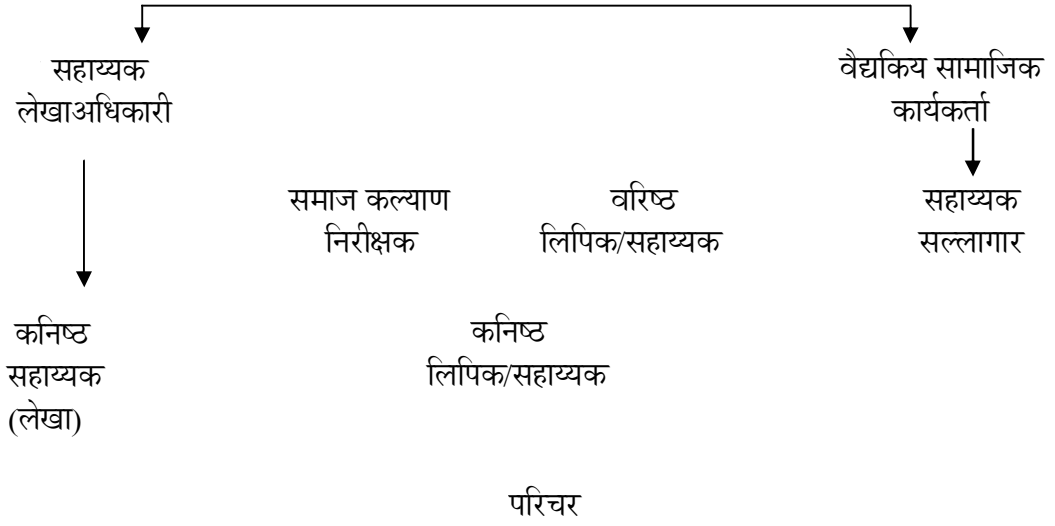 सहाय्यक
लेखाअधिकारी
वैद्यकिय सामाजिक
कार्यकर्ता
समाज कल्याण
निरीक्षक
वरिष्ठ
लिपिक/सहाय्यक
सहाय्यक
सल्लागार
कनिष्ठ
सहाय्यक
(लेखा)
कनिष्ठ
लिपिक/सहाय्यक
परिचर